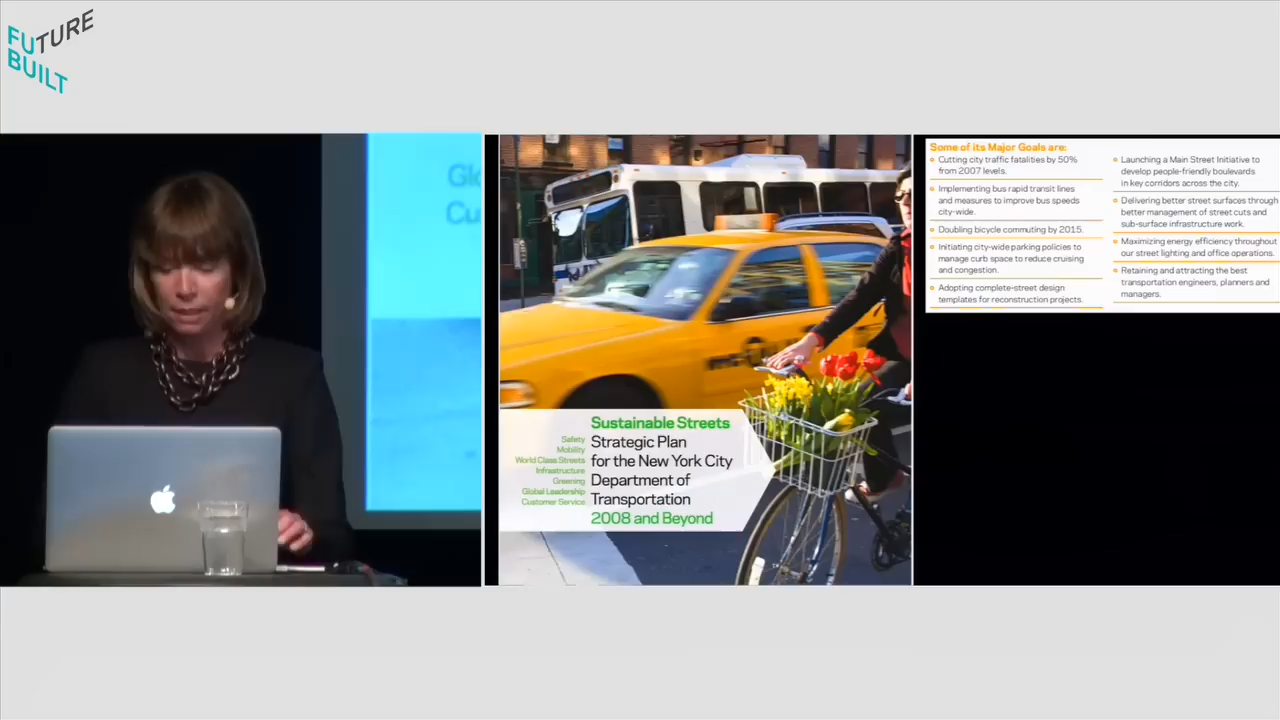 FUTURE
BUILT
Glo
Cu
Sustainable Streets
Safety
Mobility
World Class Streets
Infrastructure
Greening
Global Leadership
Customer Service
Strategic Plan
for the New York City
Department of
Transportation
2008 and Beyond
Some of its Major Goals are:
Cutting city traffic fatalities by 50%
from 2007 levels.
Implementing bus rapid transit lines
and measures to improve bus speeds
city-wide.
Doubling bicycle commuting by 2015.
Initiating city-wide parking policies to
manage curb space to reduce cruising
and congestion.
Adopting complete-street design
templates for reconstruction projects.
Launching a Main Street Initiative to
develop people-friendly boulevards
in key corridors across the city.
Delivering better street surfaces through
better management of street cuts and
sub-surface infrastructure work.
Maximizing energy efficiency throughout
our street lighting and office operations.
Retaining and attracting the best
transportation engineers, planners and
managers.